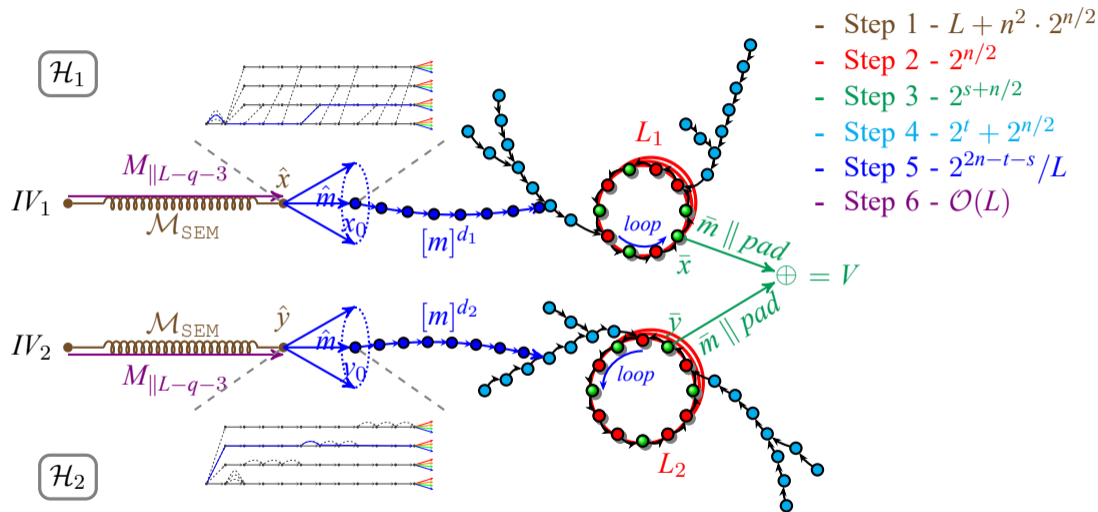 - Step 1 - L + n² · 2^{n/2}
- Step 2 - 2^{n/2}
- Step 3 - 2^{s+n/2}
- Step 4 - 2^t + 2^{n/2}
- Step 5 - 2^{2n−t−s}/L
- Step 6 - 𝒪(L)
ℋ₁
L₁
M_{∥L−q−3}
x̂
IV₁
m̂
ℳ_SEM
x₀
[m]^{d₁}
loop
x̄
m̄ ∥ pad
⊕ = V
ℳ_SEM
ŷ
[m]^{d₂}
ȳ
m̄ ∥ pad
IV₂
m̂
M_{∥L−q−3}
y₀
loop
L₂
ℋ₂